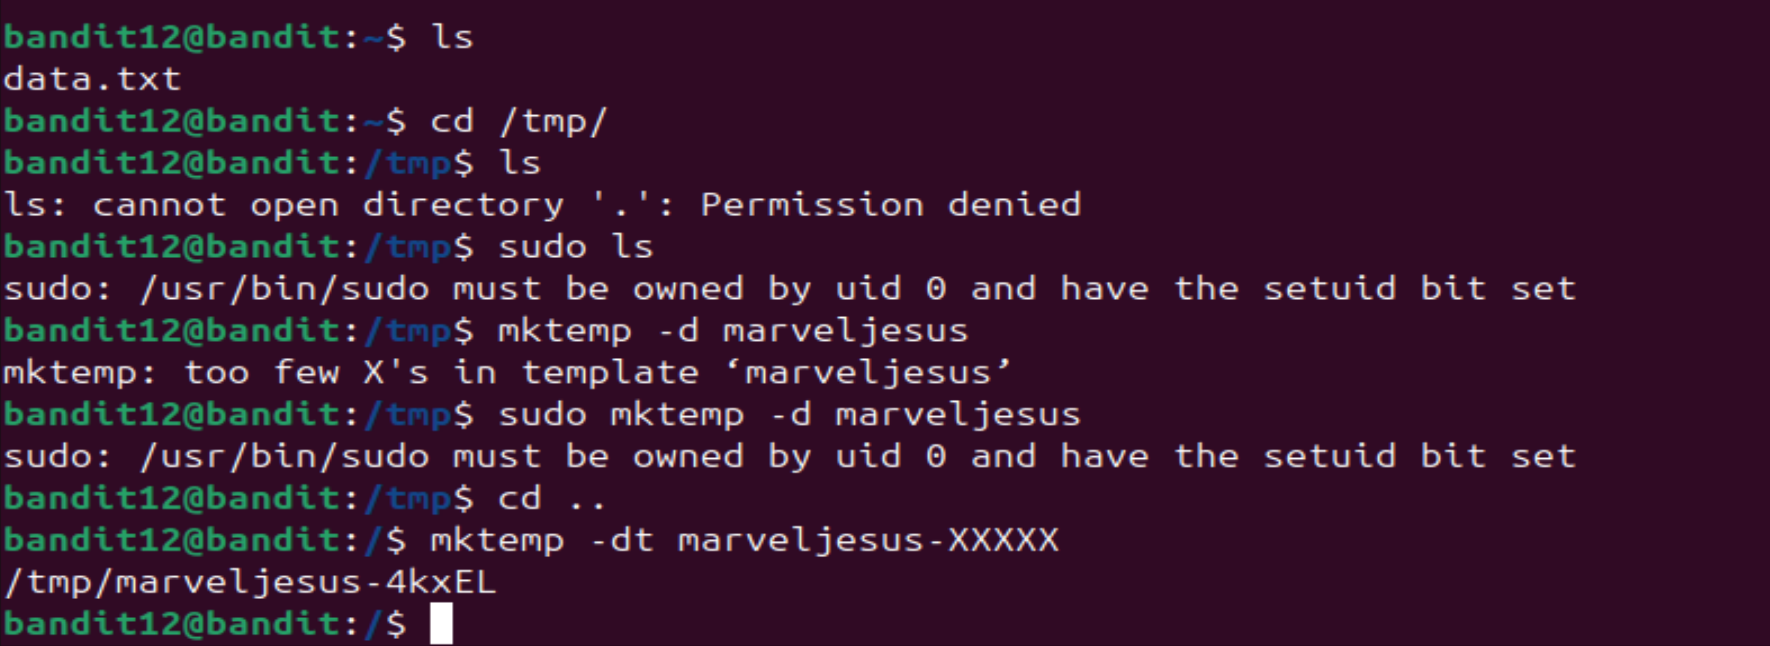 bandit12@bandit:~$ ls
data.txt
bandit12@bandit:~$ cd /tmp/
bandit12@bandit:/tmp$ ls
ls: cannot open directory '.': Permission denied
bandit12@bandit:/tmp$ sudo ls
sudo: /usr/bin/sudo must be owned by uid 0 and have the setuid bit set
bandit12@bandit:/tmp$ mktemp -d marveljesus
mktemp: too few X's in template ‘marveljesus’
bandit12@bandit:/tmp$ sudo mktemp -d marveljesus
sudo: /usr/bin/sudo must be owned by uid 0 and have the setuid bit set
bandit12@bandit:/tmp$ cd ..
bandit12@bandit:/$ mktemp -dt marveljesus-XXXXX
/tmp/marveljesus-4kxEL
bandit12@bandit:/$